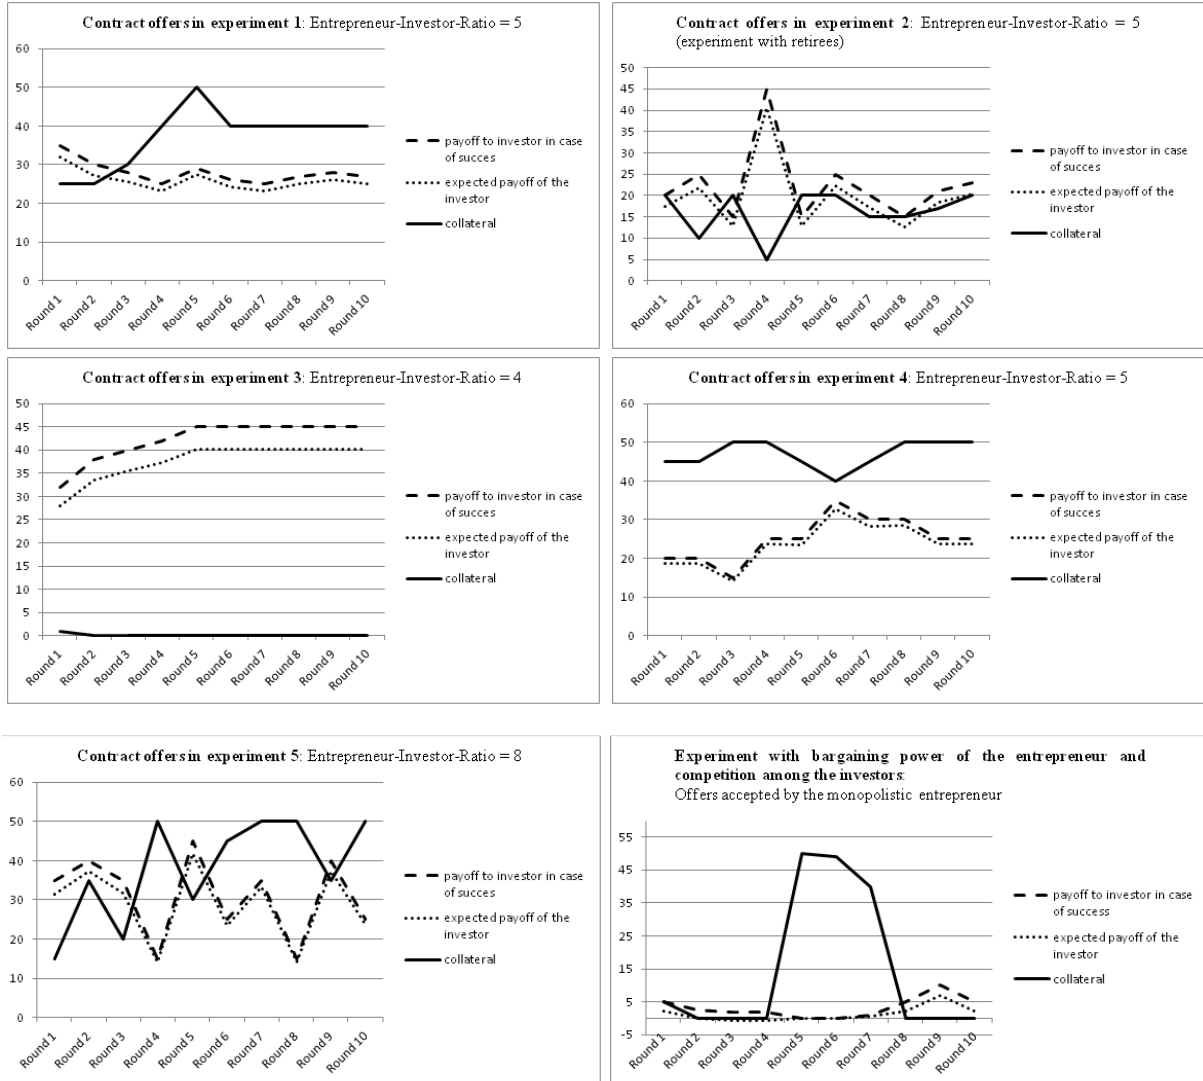 Contract offers in experiment 1: Entrepreneur-Investor-Ratio = 5
60
50
40
30
20
10
0
Round 1
Round 2
Round 3
Round 4
Round 5
Round 6
Round 7
Round 8
Round 9
Round 10
payoff to investor in case
of succes
expected payoff of the
investor
collateral
Contract offers in experiment 2: Entrepreneur-Investor-Ratio = 5
(experiment with retirees)
50
45
40
35
30
25
20
15
10
5
0
Round 1
Round 2
Round 3
Round 4
Round 5
Round 6
Round 7
Round 8
Round 9
Round 10
payoff to investor in case
of succes
expected payoff of the
investor
collateral
Contract offers in experiment 3: Entrepreneur-Investor-Ratio = 4
50
45
40
35
30
25
20
15
10
5
0
Round 1
Round 2
Round 3
Round 4
Round 5
Round 6
Round 7
Round 8
Round 9
Round 10
payoff to investor in case
of succes
expected payoff of the
investor
collateral
Contract offers in experiment 4: Entrepreneur-Investor-Ratio = 5
60
50
40
30
20
10
0
Round 1
Round 2
Round 3
Round 4
Round 5
Round 6
Round 7
Round 8
Round 9
Round 10
payoff to investor in case
of succes
expected payoff of the
investor
collateral
Contract offers in experiment 5: Entrepreneur-Investor-Ratio = 8
60
50
40
30
20
10
0
Round 1
Round 2
Round 3
Round 4
Round 5
Round 6
Round 7
Round 8
Round 9
Round 10
payoff to investor in case
of succes
expected payoff of the
investor
collateral
Experiment with bargaining power of the entrepreneur and
competition among the investors:
Offers accepted by the monopolistic entrepreneur
55
45
35
25
15
5
-5
Round 1
Round 2
Round 3
Round 4
Round 5
Round 6
Round 7
Round 8
Round 9
Round 10
payoff to investor in case
of success
expected payoff of the
investor
collateral